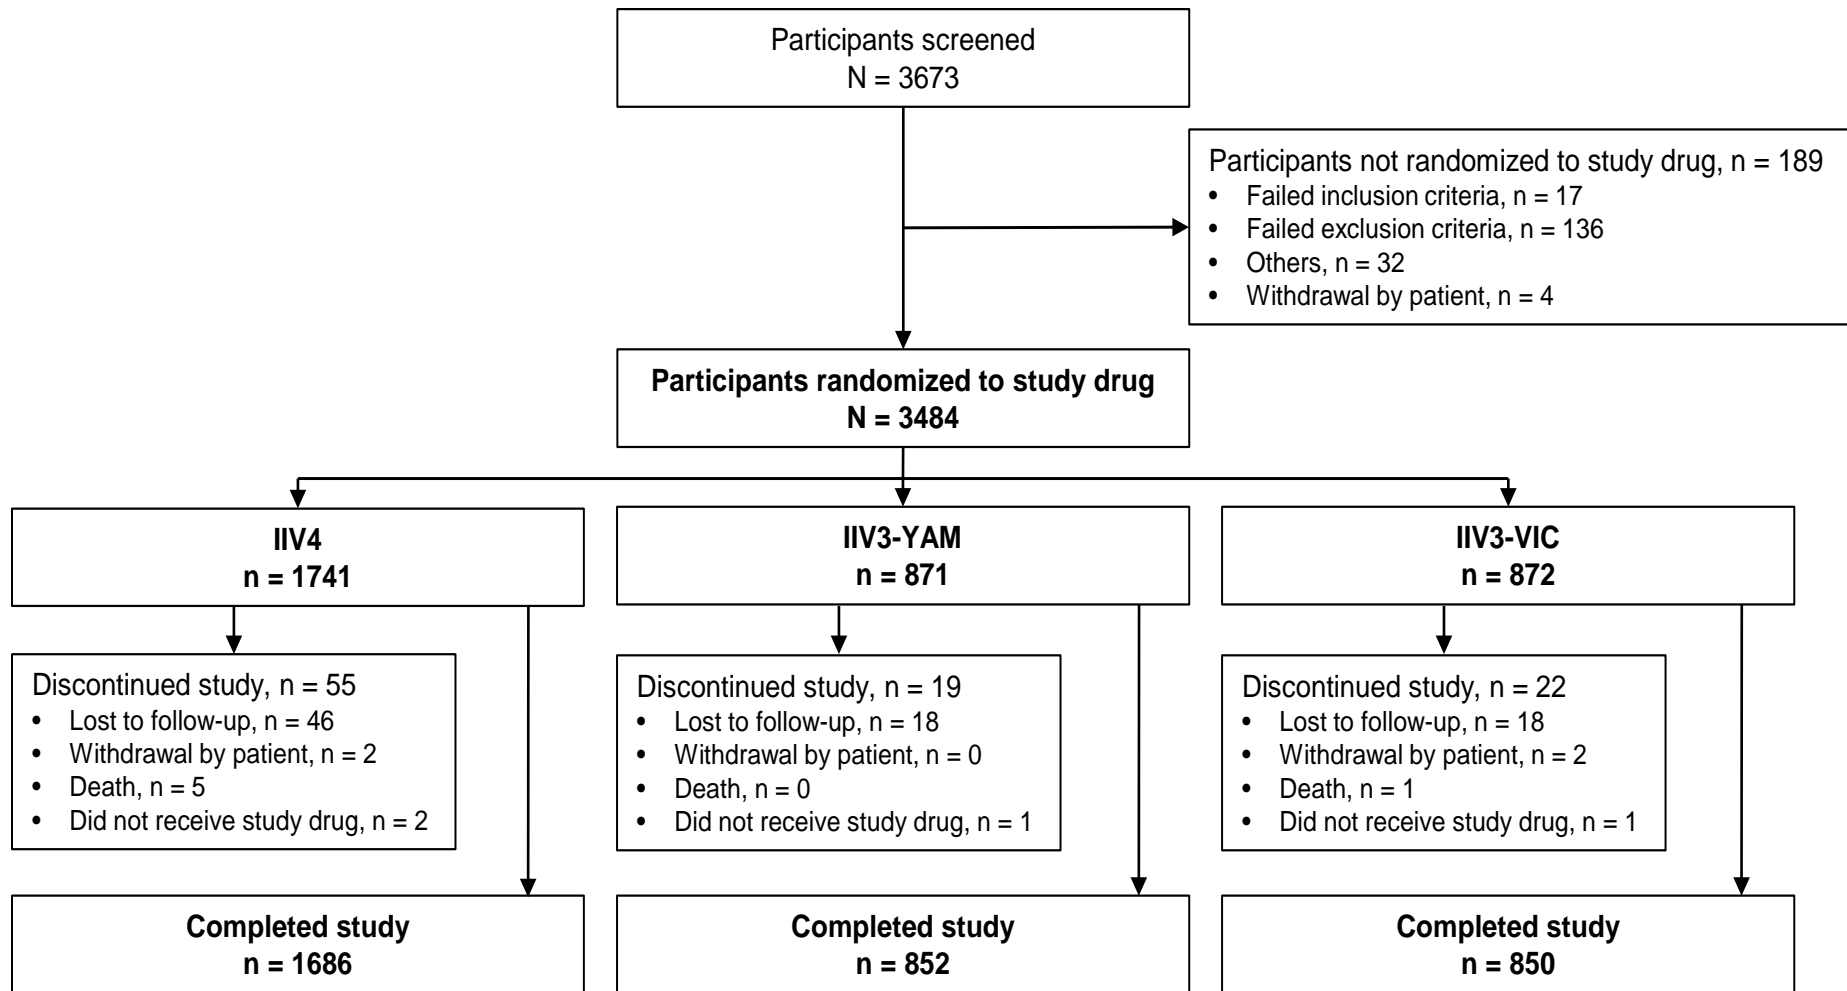 Participants screened
N = 3673
Participants not randomized to study drug, n = 189
• Failed inclusion criteria, n = 17
• Failed exclusion criteria, n = 136
• Others, n = 32
• Withdrawal by patient, n = 4
Participants randomized to study drug
N = 3484
IIV4
n = 1741
IIV3-YAM
n = 871
IIV3-VIC
n = 872
Discontinued study, n = 55
• Lost to follow-up, n = 46
• Withdrawal by patient, n = 2
• Death, n = 5
• Did not receive study drug, n = 2
Discontinued study, n = 19
• Lost to follow-up, n = 18
• Withdrawal by patient, n = 0
• Death, n = 0
• Did not receive study drug, n = 1
Discontinued study, n = 22
• Lost to follow-up, n = 18
• Withdrawal by patient, n = 2
• Death, n = 1
• Did not receive study drug, n = 1
Completed study
n = 1686
Completed study
n = 852
Completed study
n = 850